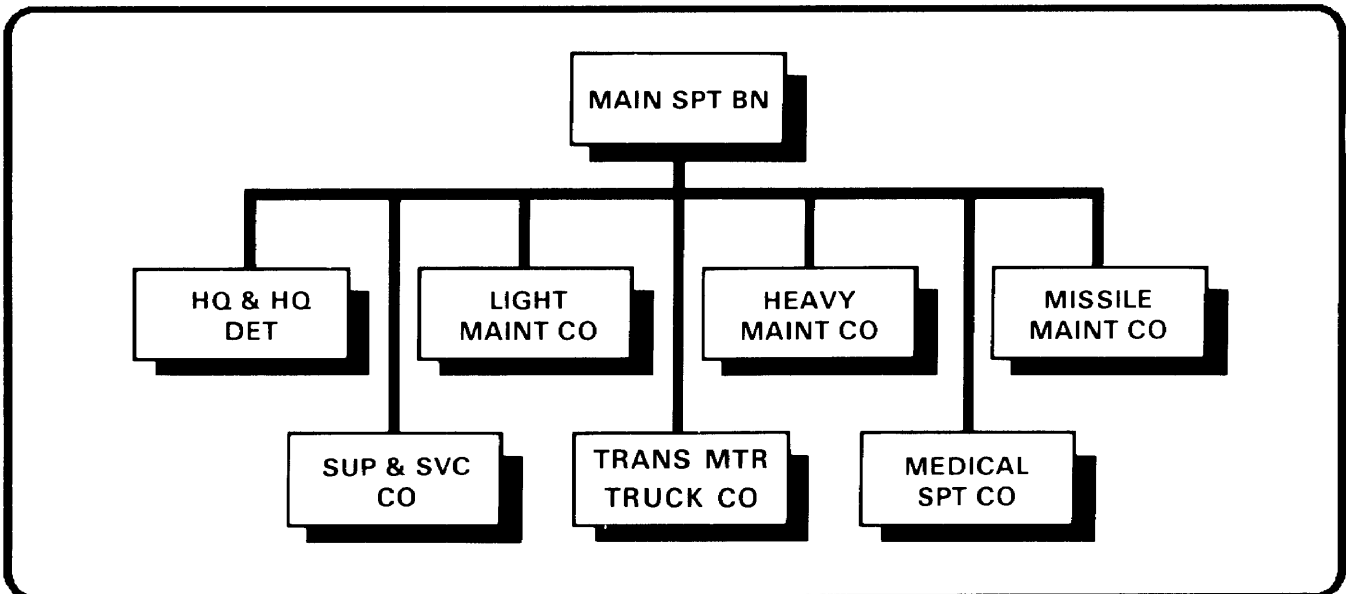 MAIN SPT BN
HQ & HQ
DET
LIGHT
MAINT CO
HEAVY
MAINT CO
MISSILE
MAINT CO
SUP & SVC
CO
TRANS MTR
TRUCK CO
MEDICAL
SPT CO